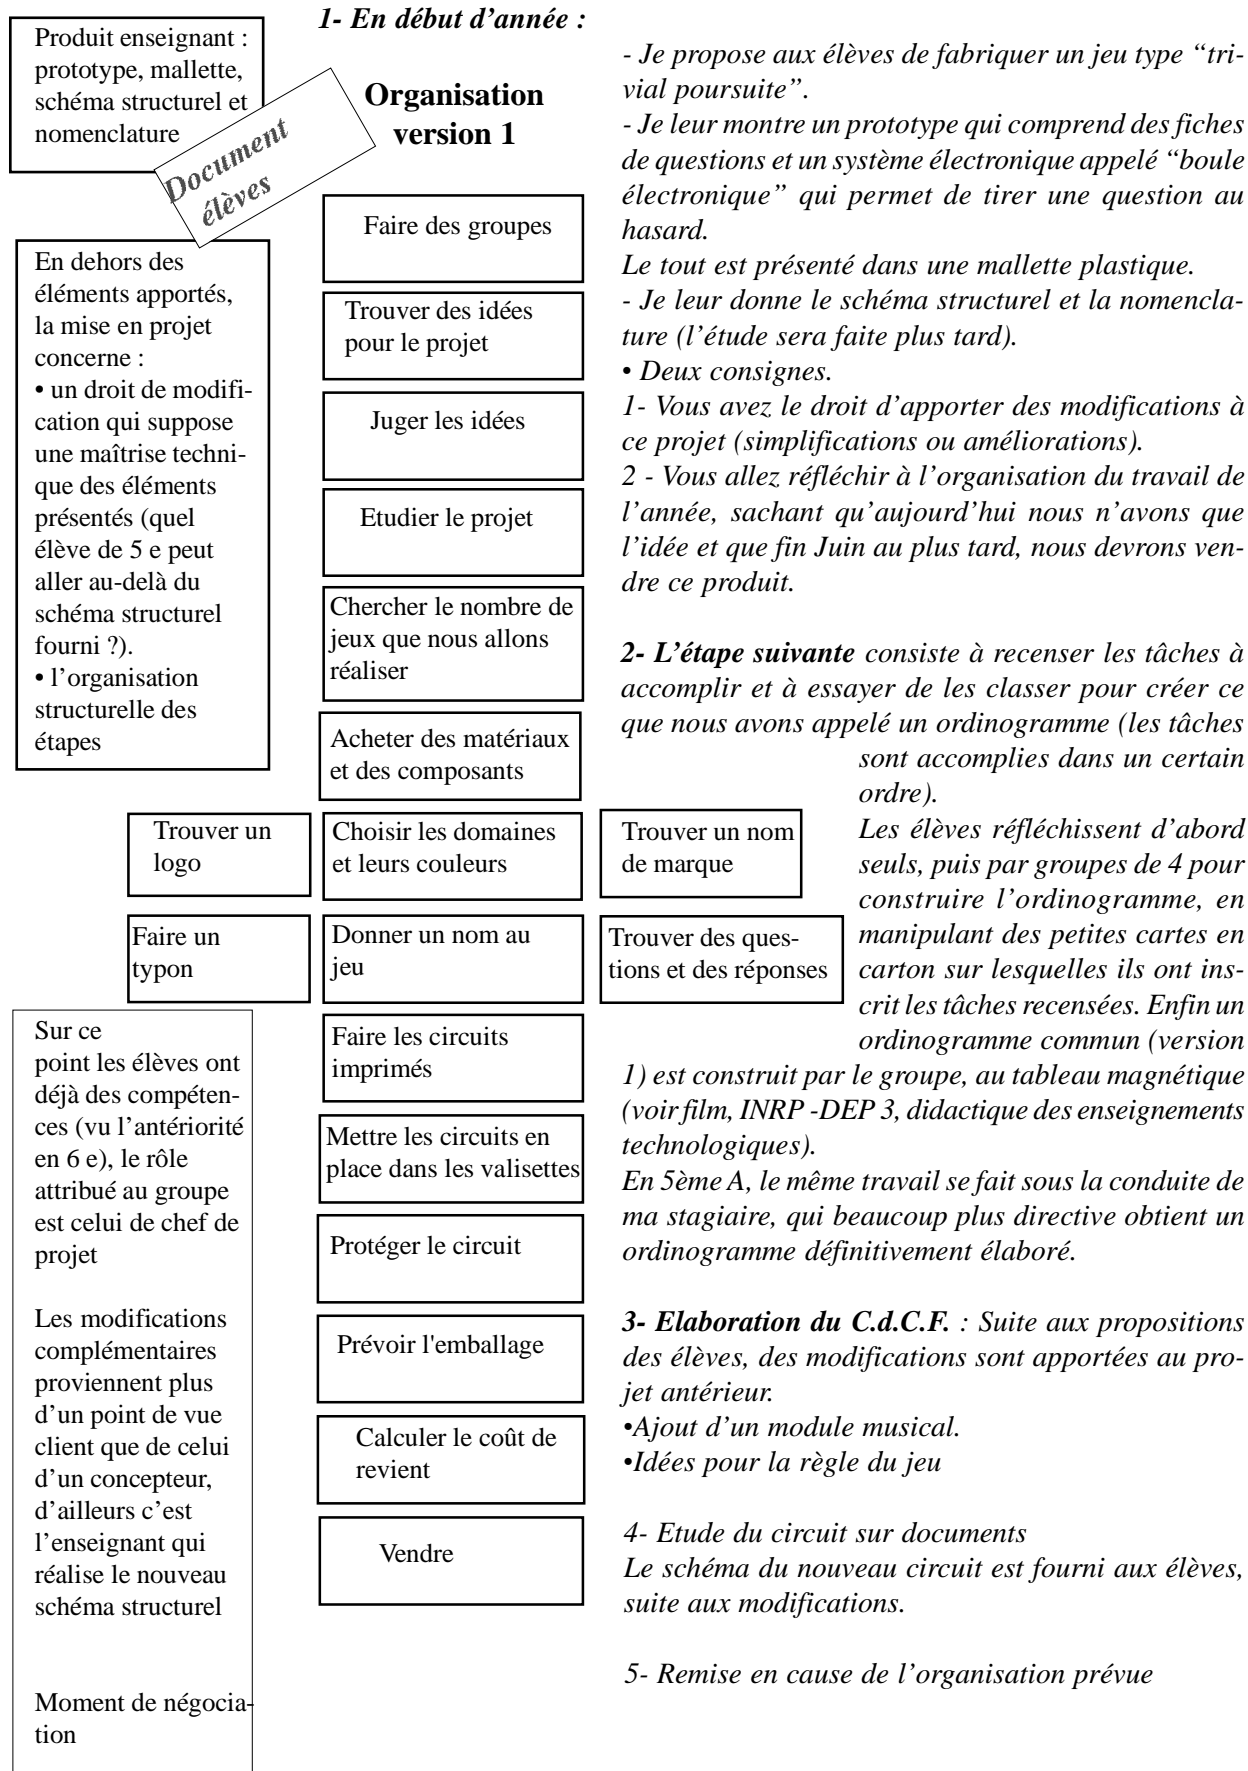 Produit enseignant :
prototype, mallette,
schéma structurel et
nomenclature
Document
élèves
En dehors des
éléments apportés,
la mise en projet
concerne :
• un droit de modifi-
cation qui suppose
une maîtrise techni-
que des éléments
présentés (quel
élève de 5 e peut
aller au-delà du
schéma structurel
fourni ?).
• l’organisation
structurelle des
étapes
1- En début d’année :
Organisation
version 1
Faire des groupes
Trouver des idées
pour le projet
Juger les idées
Etudier le projet
Chercher le nombre de
jeux que nous allons
réaliser
Acheter des matériaux
et des composants
Trouver un
logo
Choisir les domaines
et leurs couleurs
Trouver un nom
de marque
Faire un
typon
Donner un nom au
jeu
Trouver des ques-
tions et des réponses
Faire les circuits
imprimés
Mettre les circuits en
place dans les valisettes
Protéger le circuit
Prévoir l'emballage
Calculer le coût de
revient
Vendre
Sur ce
point les élèves ont
déjà des compéten-
ces (vu l’antériorité
en 6 e), le rôle
attribué au groupe
est celui de chef de
projet
Les modifications
complémentaires
proviennent plus
d’un point de vue
client que de celui
d’un concepteur,
d’ailleurs c’est
l’enseignant qui
réalise le nouveau
schéma structurel
Moment de négocia-
tion
- Je propose aux élèves de fabriquer un jeu type “tri-
vial poursuite”.
- Je leur montre un prototype qui comprend des fiches
de questions et un système électronique appelé “boule
électronique” qui permet de tirer une question au
hasard.
Le tout est présenté dans une mallette plastique.
- Je leur donne le schéma structurel et la nomencla-
ture (l’étude sera faite plus tard).
• Deux consignes.
1- Vous avez le droit d’apporter des modifications à
ce projet (simplifications ou améliorations).
2 - Vous allez réfléchir à l’organisation du travail de
l’année, sachant qu’aujourd’hui nous n’avons que
l’idée et que fin Juin au plus tard, nous devrons ven-
dre ce produit.
2- L’étape suivante consiste à recenser les tâches à
accomplir et à essayer de les classer pour créer ce
que nous avons appelé un ordinogramme (les tâches
sont accomplies dans un certain
ordre).
Les élèves réfléchissent d’abord
seuls, puis par groupes de 4 pour
construire l’ordinogramme, en
manipulant des petites cartes en
carton sur lesquelles ils ont ins-
crit les tâches recensées. Enfin un
ordinogramme commun (version
1) est construit par le groupe, au tableau magnétique
(voir film, INRP -DEP 3, didactique des enseignements
technologiques).
En 5ème A, le même travail se fait sous la conduite de
ma stagiaire, qui beaucoup plus directive obtient un
ordinogramme définitivement élaboré.
3- Elaboration du C.d.C.F. : Suite aux propositions
des élèves, des modifications sont apportées au pro-
jet antérieur.
•Ajout d’un module musical.
•Idées pour la règle du jeu
4- Etude du circuit sur documents
Le schéma du nouveau circuit est fourni aux élèves,
suite aux modifications.
5- Remise en cause de l’organisation prévue